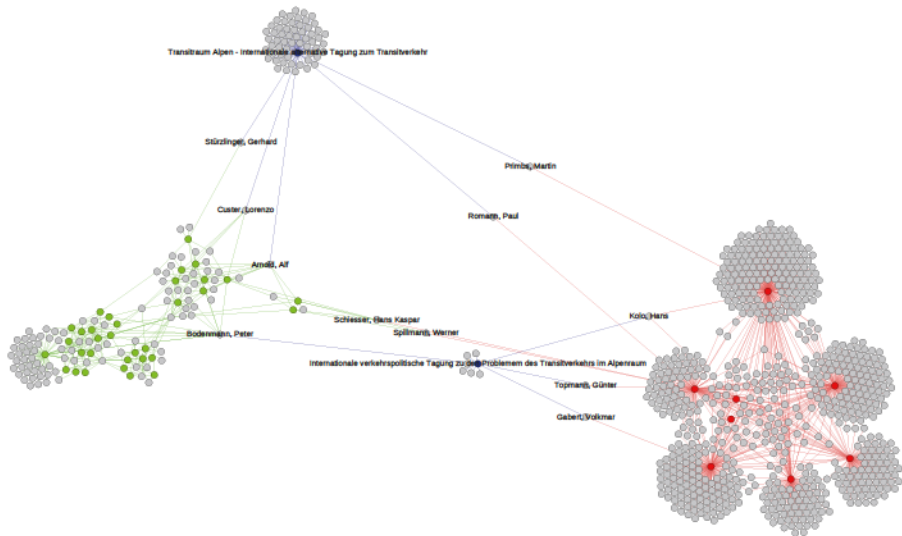 Transitraum Alpen - Internationale alternative Tagung zum Transitverkehr
Stürzlinger, Gerhard
Primbs, Martin
Custer, Lorenzo
Romann, Paul
Arnold, Alf
Kolo, Hans
Schiesser, Hans Kaspar
Bodenmann, Peter
Spillmann, Werner
Internationale verkehrspolitische Tagung zu den Problemem des Transitverkehrs im Alpenraum
Topmann, Günter
Gabert, Volkmar